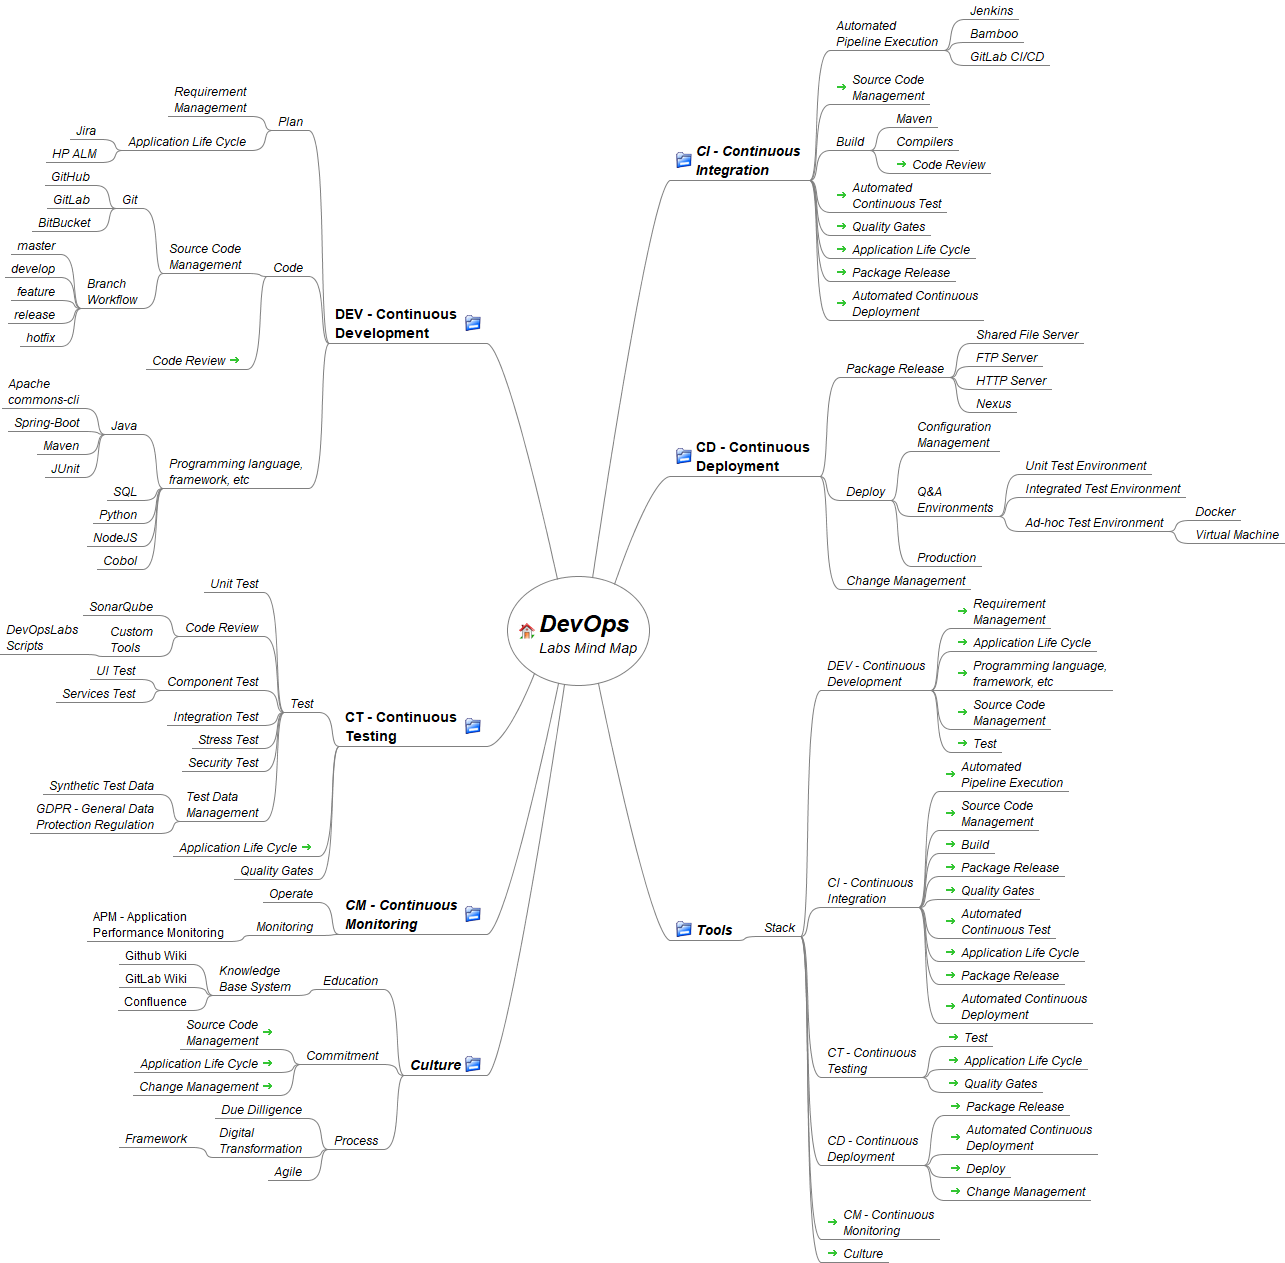 DevOps
Labs Mind Map
DEV - Continuous
Development
Plan
Requirement
Management
Application Life Cycle
Jira
HP ALM
Code
Source Code
Management
Git
GitHub
GitLab
BitBucket
Branch
Workflow
master
develop
feature
release
hotfix
Code Review
Programming language,
framework, etc
Java
Apache
commons-cli
Spring-Boot
Maven
JUnit
SQL
Python
NodeJS
Cobol
CT - Continuous
Testing
Test
Unit Test
Code Review
SonarQube
Custom
Tools
DevOpsLabs
Scripts
Component Test
UI Test
Services Test
Integration Test
Stress Test
Security Test
Test Data
Management
Synthetic Test Data
GDPR - General Data
Protection Regulation
Application Life Cycle
Quality Gates
CM - Continuous
Monitoring
Operate
Monitoring
APM - Application
Performance Monitoring
Culture
Education
Knowledge
Base System
Github Wiki
GitLab Wiki
Confluence
Commitment
Source Code
Management
Application Life Cycle
Change Management
Process
Due Dilligence
Digital
Transformation
Framework
Agile
CI - Continuous
Integration
Automated
Pipeline Execution
Jenkins
Bamboo
GitLab CI/CD
Source Code
Management
Build
Maven
Compilers
Code Review
Automated
Continuous Test
Quality Gates
Application Life Cycle
Package Release
Automated Continuous
Deployment
CD - Continuous
Deployment
Package Release
Shared File Server
FTP Server
HTTP Server
Nexus
Deploy
Configuration
Management
Q&A
Environments
Unit Test Environment
Integrated Test Environment
Ad-hoc Test Environment
Docker
Virtual Machine
Production
Change Management
Tools
Stack
DEV - Continuous
Development
Requirement
Management
Application Life Cycle
Programming language,
framework, etc
Source Code
Management
Test
CI - Continuous
Integration
Automated
Pipeline Execution
Source Code
Management
Build
Package Release
Quality Gates
Automated
Continuous Test
Application Life Cycle
Package Release
Automated Continuous
Deployment
CT - Continuous
Testing
Test
Application Life Cycle
Quality Gates
CD - Continuous
Deployment
Package Release
Automated Continuous
Deployment
Deploy
Change Management
CM - Continuous
Monitoring
Culture